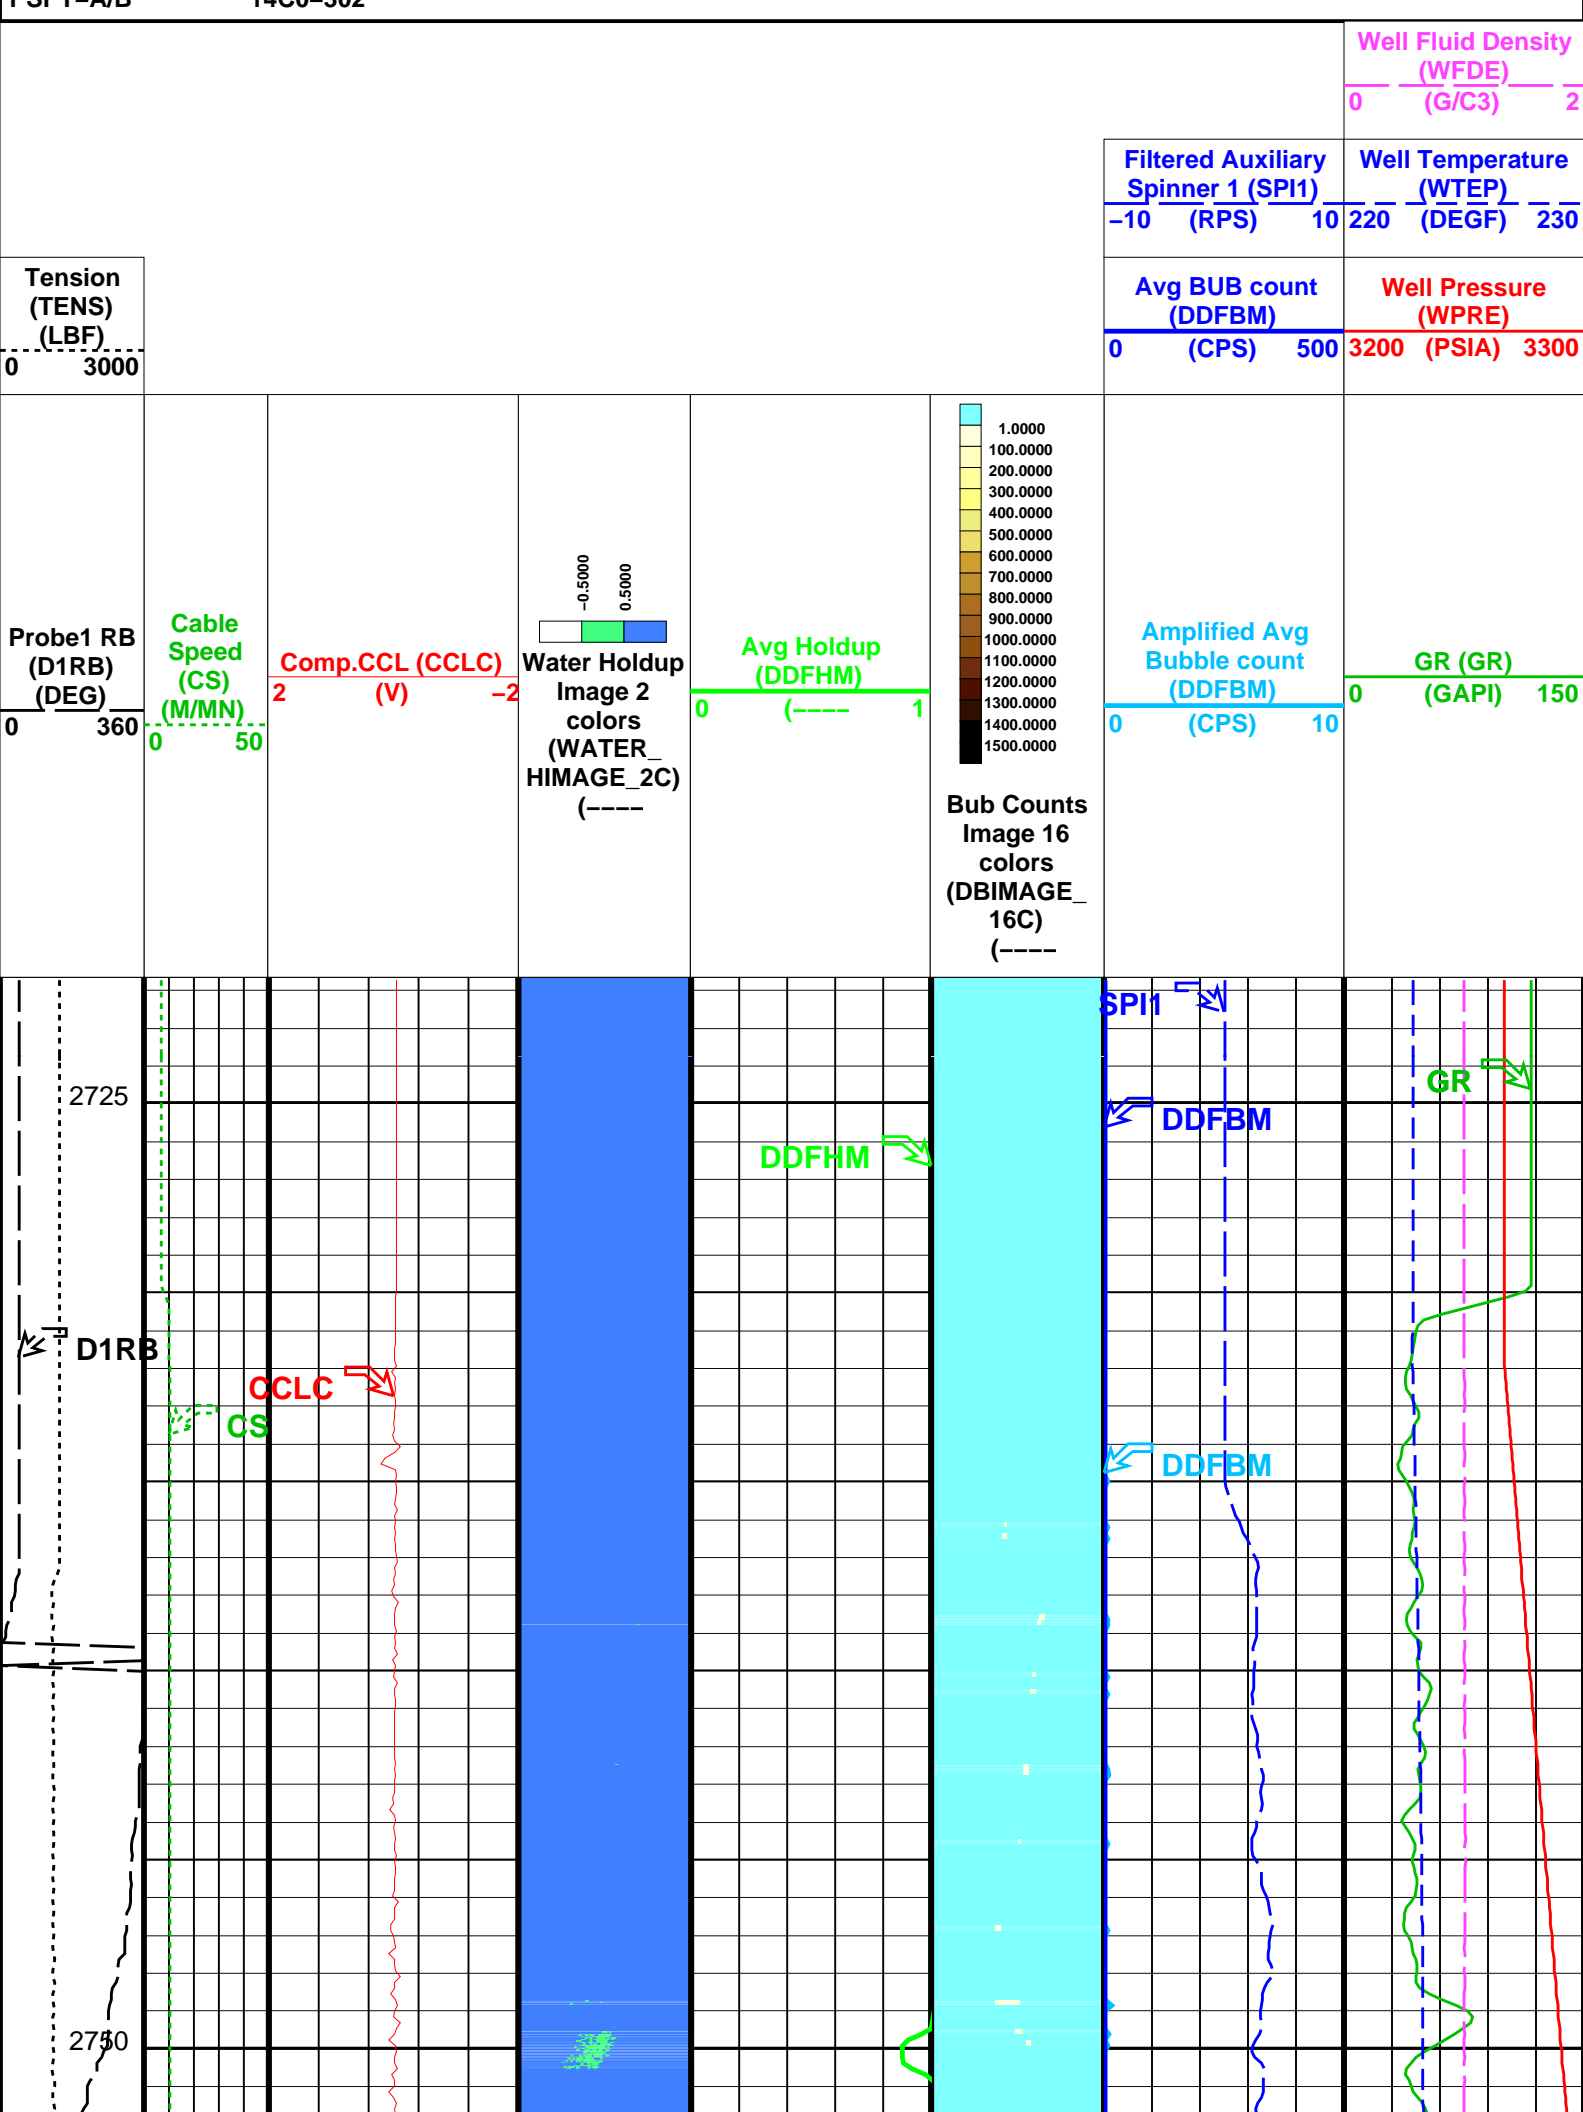 PSPT-A/B 14C0-302
Well Fluid Density
(WFDE)
0 (G/C3) 2
Filtered Auxiliary
Spinner 1 (SPI1)
-10 (RPS) 10
Well Temperature
(WTEP)
220 (DEGF) 230
Tension
(TENS)
(LBF)
0 3000
Avg BUB count
(DDFBM)
0 (CPS) 500
Well Pressure
(WPRE)
3200 (PSIA) 3300
Probe1 RB
(D1RB)
(DEG)
0 360
Cable
Speed
(CS)
(M/MN)
0 50
Comp.CCL (CCLC)
2 (V) -2
-0.5000
0.5000
Water Holdup
Image 2
colors
(WATER_
HIMAGE_2C)
(----
Avg Holdup
(DDFHM)
0 (---- 1
1.0000
100.0000
200.0000
300.0000
400.0000
500.0000
600.0000
700.0000
800.0000
900.0000
1000.0000
1100.0000
1200.0000
1300.0000
1400.0000
1500.0000
Bub Counts
Image 16
colors
(DBIMAGE_
16C)
(----
Amplified Avg
Bubble count
(DDFBM)
0 (CPS) 10
GR (GR)
0 (GAPI) 150
SPI1
GR
2725
DDFBM
DDFHM
D1RB
CCLC
CS
DDFBM
2750